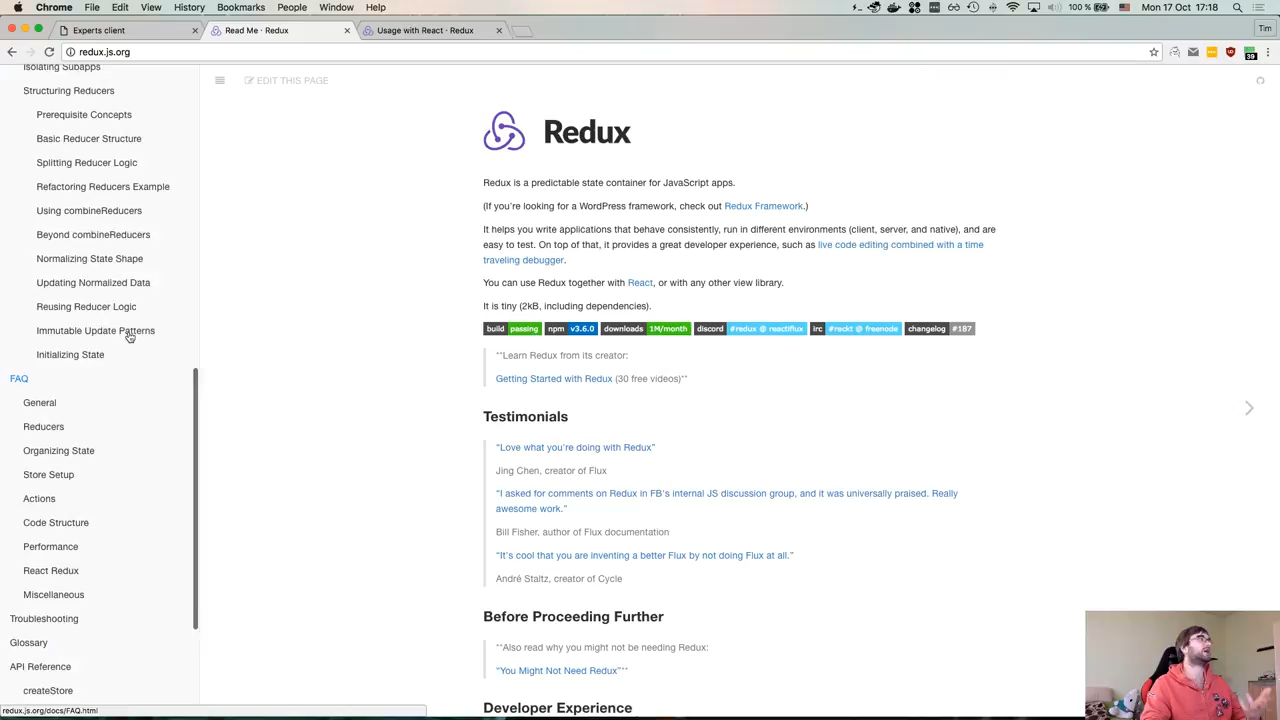 Chrome File Edit View History Bookmarks People Window Help
100 % Mon 17 Oct 17:18
Experts client
Read Me · Redux
Usage with React · Redux
Tim
redux.js.org
39
Isolating Subapps
Structuring Reducers
Prerequisite Concepts
Basic Reducer Structure
Splitting Reducer Logic
Refactoring Reducers Example
Using combineReducers
Beyond combineReducers
Normalizing State Shape
Updating Normalized Data
Reusing Reducer Logic
Immutable Update Patterns
Initializing State
FAQ
General
Reducers
Organizing State
Store Setup
Actions
Code Structure
Performance
React Redux
Miscellaneous
Troubleshooting
Glossary
API Reference
createStore
redux.js.org/docs/FAQ.html
EDIT THIS PAGE
Redux
Redux is a predictable state container for JavaScript apps.
(If you're looking for a WordPress framework, check out Redux Framework.)
It helps you write applications that behave consistently, run in different environments (client, server, and native), and are
easy to test. On top of that, it provides a great developer experience, such as live code editing combined with a time
traveling debugger.
You can use Redux together with React, or with any other view library.
It is tiny (2kB, including dependencies).
build passing npm v3.6.0 downloads 1M/month discord #redux @ reactiflux irc #reckt @ freenode changelog #187
**Learn Redux from its creator:
Getting Started with Redux (30 free videos)**
Testimonials
"Love what you're doing with Redux"
Jing Chen, creator of Flux
"I asked for comments on Redux in FB's internal JS discussion group, and it was universally praised. Really
awesome work."
Bill Fisher, author of Flux documentation
"It's cool that you are inventing a better Flux by not doing Flux at all."
André Staltz, creator of Cycle
Before Proceeding Further
**Also read why you might not be needing Redux:
"You Might Not Need Redux"**
Developer Experience